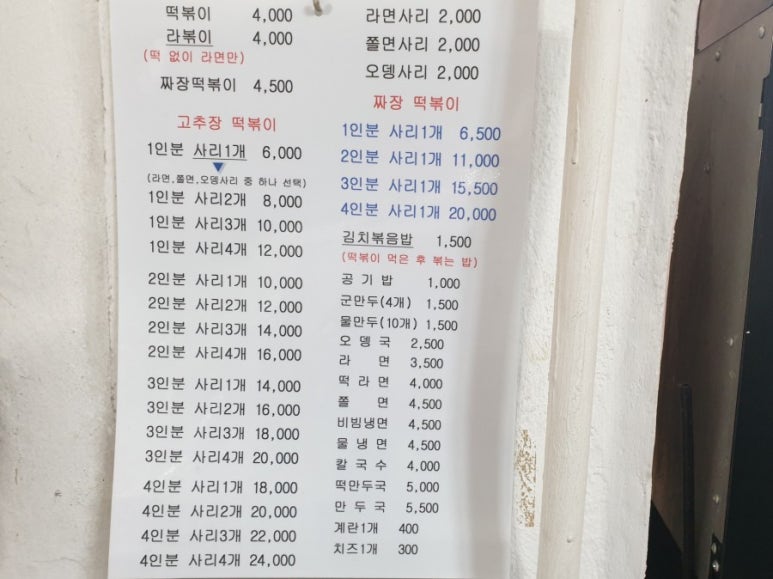 떡볶이 4,000
라볶이 4,000
(떡 없이 라면만)
짜장떡볶이 4,500
고추장 떡볶이
1인분 사리1개 6,000
(라면,쫄면,오뎅사리 중 하나 선택)
1인분 사리2개 8,000
1인분 사리3개 10,000
1인분 사리4개 12,000
2인분 사리1개 10,000
2인분 사리2개 12,000
2인분 사리3개 14,000
2인분 사리4개 16,000
3인분 사리1개 14,000
3인분 사리2개 16,000
3인분 사리3개 18,000
3인분 사리4개 20,000
4인분 사리1개 18,000
4인분 사리2개 20,000
4인분 사리3개 22,000
4인분 사리4개 24,000
라면사리 2,000
쫄면사리 2,000
오뎅사리 2,000
짜장 떡볶이
1인분 사리1개 6,500
2인분 사리1개 11,000
3인분 사리1개 15,500
4인분 사리1개 20,000
김치볶음밥 1,500
(떡볶이 먹은 후 볶는 밥)
공기밥 1,000
군만두(4개) 1,500
물만두(10개) 1,500
오뎅국 2,500
라면 3,500
떡라면 4,000
쫄면 4,500
비빔냉면 4,500
물냉면 4,500
칼국수 4,000
떡만두국 5,000
만두국 5,500
계란1개 400
치즈1개 300